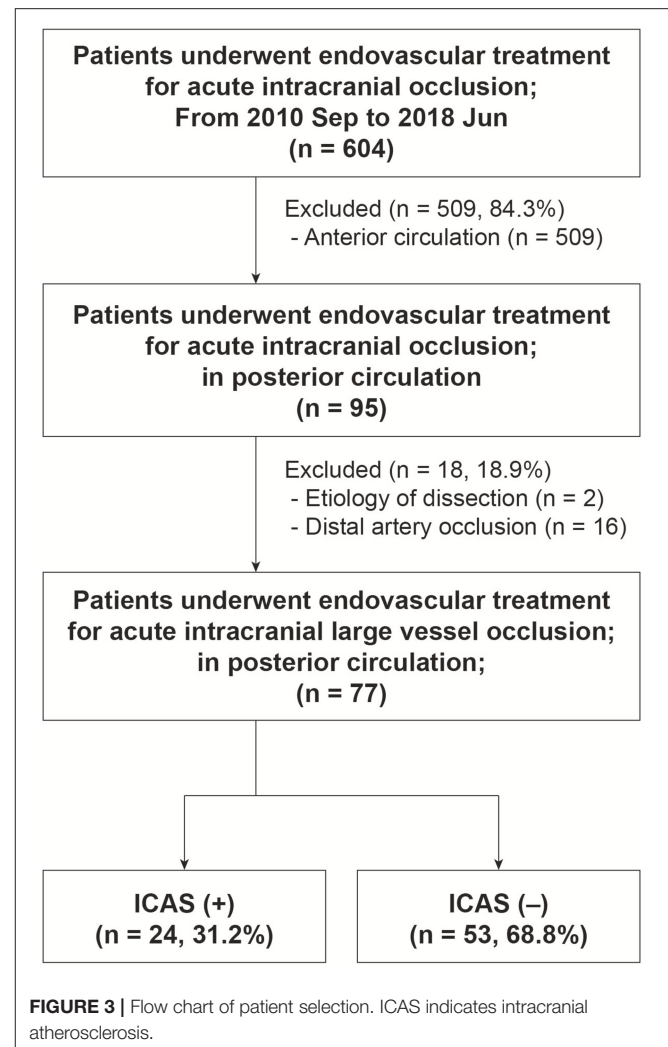 Patients underwent endovascular treatment
for acute intracranial occlusion;
From 2010 Sep to 2018 Jun
(n = 604)
Excluded (n = 509, 84.3%)
- Anterior circulation (n = 509)
Patients underwent endovascular treatment
for acute intracranial occlusion;
in posterior circulation
(n = 95)
Excluded (n = 18, 18.9%)
- Etiology of dissection (n = 2)
- Distal artery occlusion (n = 16)
Patients underwent endovascular treatment
for acute intracranial large vessel occlusion;
in posterior circulation;
(n = 77)
ICAS (+)
(n = 24, 31.2%)
ICAS (–)
(n = 53, 68.8%)
FIGURE 3 | Flow chart of patient selection. ICAS indicates intracranial
atherosclerosis.